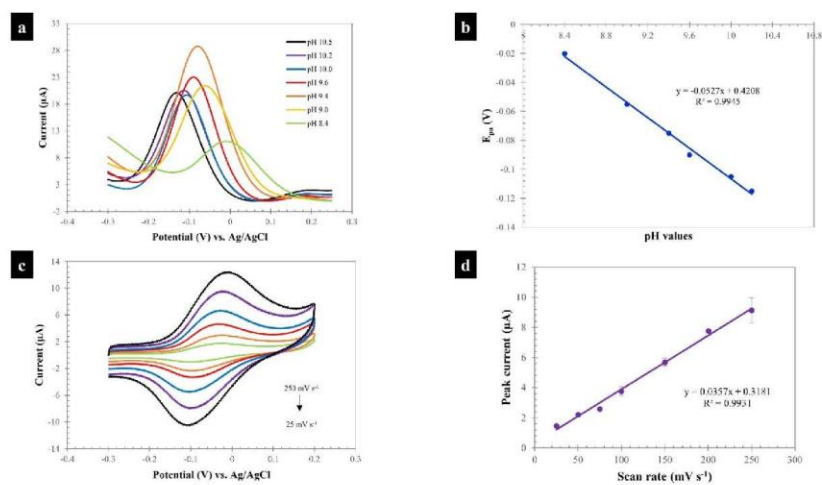 a
33
28
23
18
13
8
3
-2
-0.4
-0.3
-0.2
-0.1
0
0.1
0.2
0.3
Current (µA)
Potential (V) vs. Ag/AgCl
pH 10.5
pH 10.2
pH 10.0
pH 9.6
pH 9.4
pH 9.0
pH 8.4
b
8
8.4
8.8
9.2
9.6
10
10.4
10.8
0
-0.02
-0.04
-0.06
-0.08
-0.1
-0.12
-0.14
y = -0.0527x + 0.4208
R² = 0.9945
Epa (V)
pH values
c
14
10
6
2
-2
-6
-10
-14
-0.4
-0.3
-0.2
-0.1
0
0.1
0.2
0.3
250 mV s⁻¹
25 mV s⁻¹
Current (µA)
Potential (V) vs. Ag/AgCl
d
12
10
8
6
4
2
0
0
50
100
150
200
250
300
y = 0.0357x + 0.3181
R² = 0.9931
Peak current (µA)
Scan rate (mV s⁻¹)